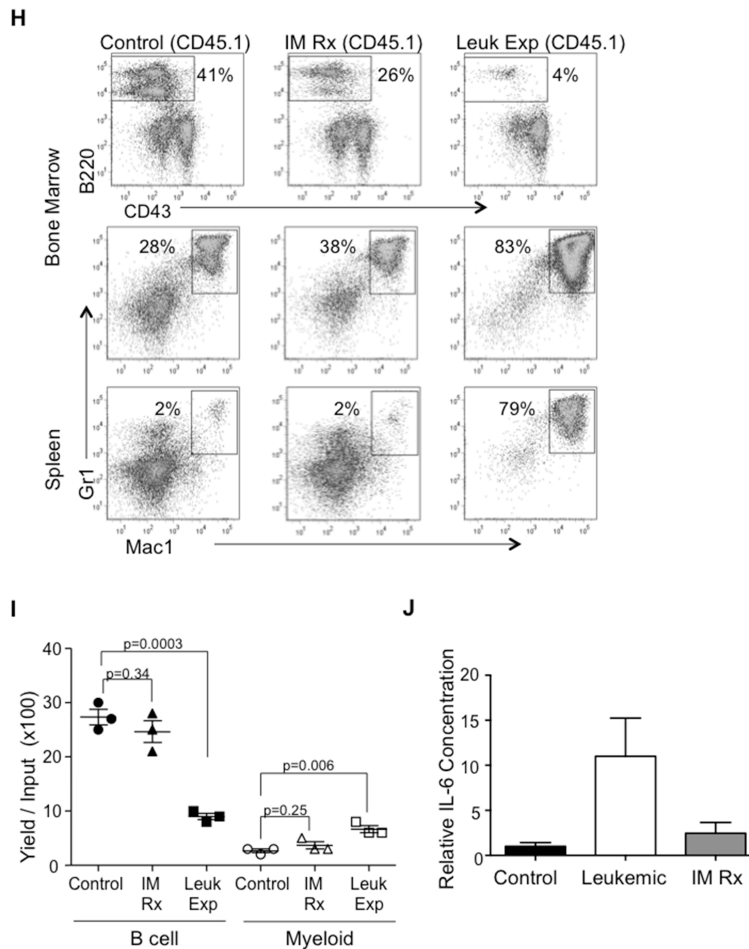 H
Control (CD45.1) IM Rx (CD45.1) Leuk Exp (CD45.1)
41% 26% 4%
B220
CD43
Bone Marrow
28% 38% 83%
2% 2% 79%
Spleen
Gr1
Mac1
I
Yield / Input (x100)
40
30
20
10
0
p=0.0003
p=0.34
p=0.006
p=0.25
Control IM Rx Leuk Exp Control IM Rx Leuk Exp
B cell Myeloid
J
Relative IL-6 Concentration
20
15
10
5
0
Control Leukemic IM Rx